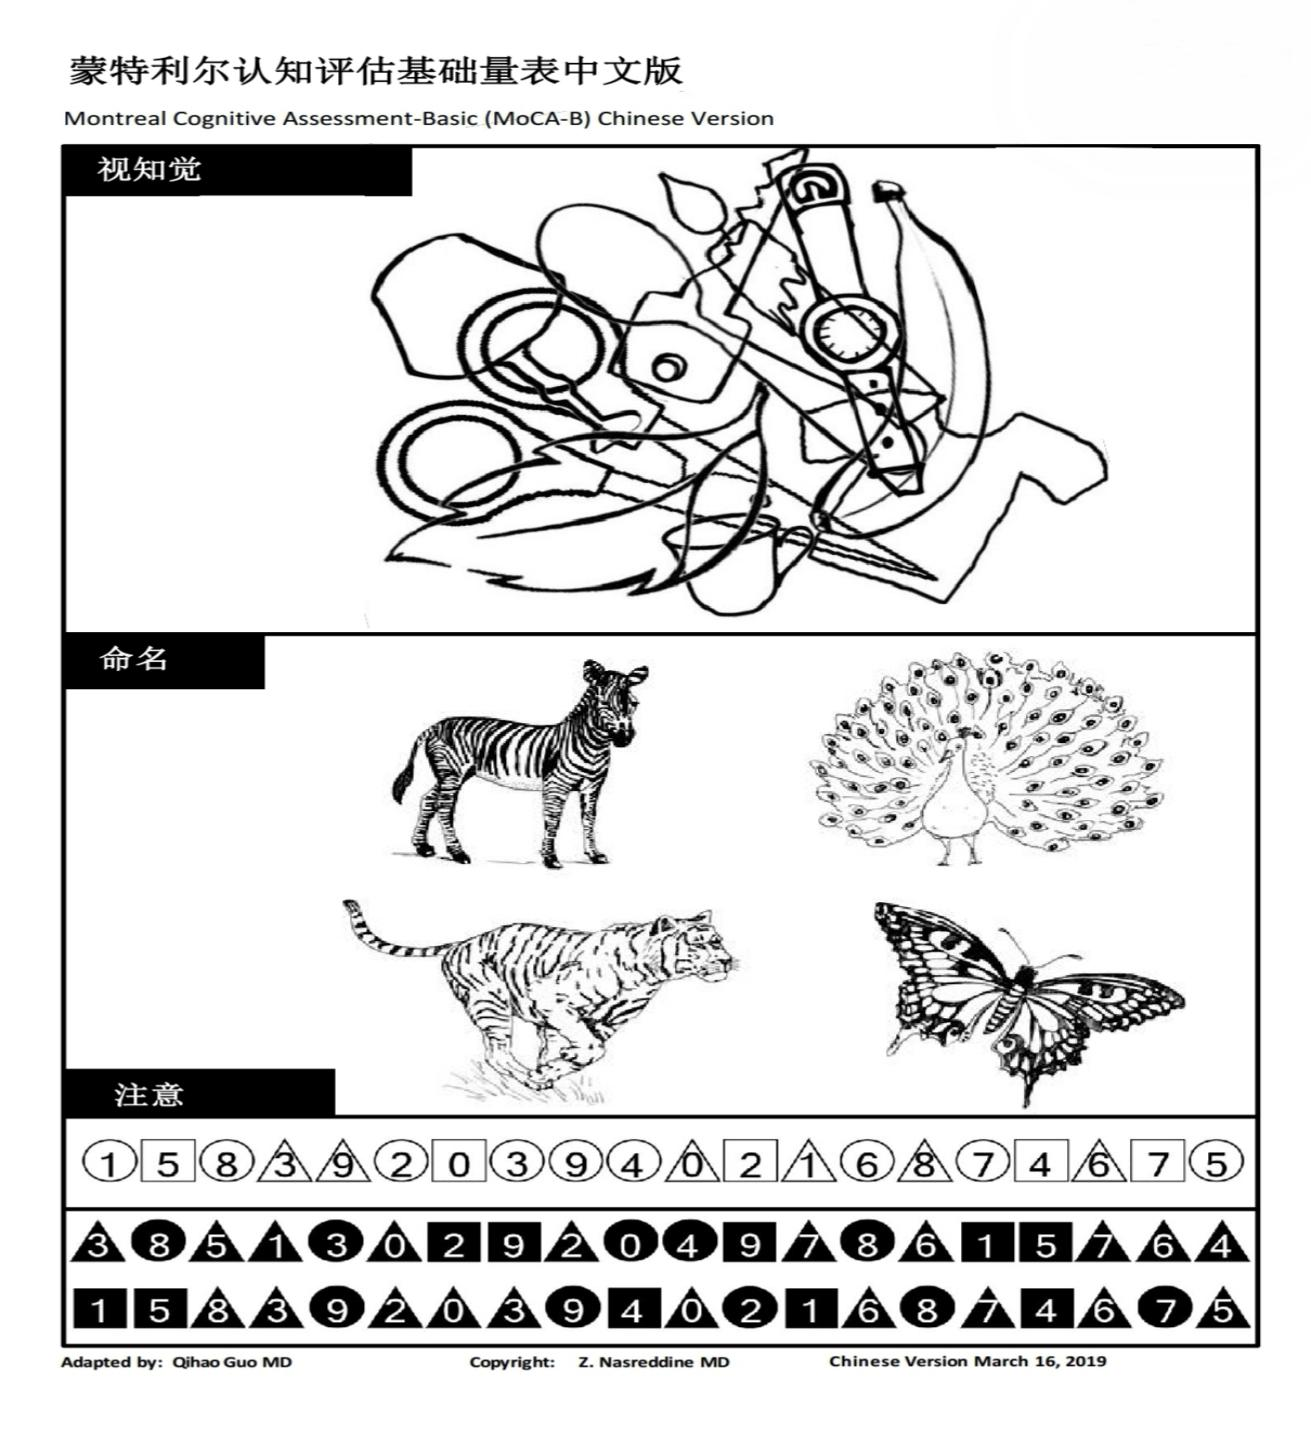 蒙特利尔认知评估基础量表中文版
Montreal Cognitive Assessment-Basic (MoCA-B) Chinese Version
视知觉
命名
注意
1 5 8 3 9 2 0 3 9 4 0 2 1 6 8 7 4 6 7 5
3 8 5 1 3 0 2 9 2 0 4 9 7 8 6 1 5 7 6 4
1 5 8 3 9 2 0 3 9 4 0 2 1 6 8 7 4 6 7 5
Adapted by: Qihao Guo MD Copyright: Z. Nasreddine MD Chinese Version March 16, 2019